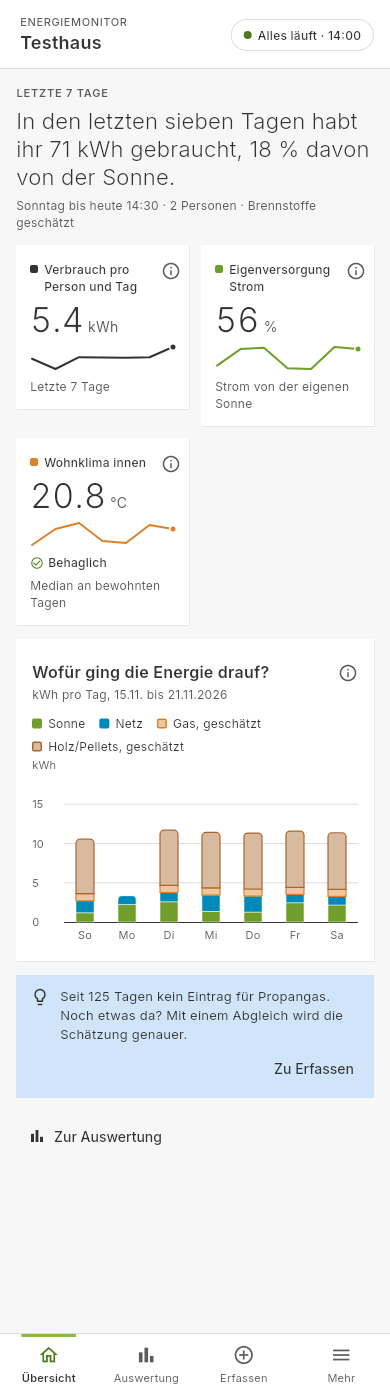 ENERGIEMONITOR
Testhaus
Alles läuft · 14:00
LETZTE 7 TAGE
In den letzten sieben Tagen habt
ihr 71 kWh gebraucht, 18 % davon
von der Sonne.
Sonntag bis heute 14:30 · 2 Personen · Brennstoffe
geschätzt
Verbrauch pro
Person und Tag
5.4 kWh
Letzte 7 Tage
Eigenversorgung
Strom
56 %
Strom von der eigenen
Sonne
Wohnklima innen
20.8 °C
Behaglich
Median an bewohnten
Tagen
Wofür ging die Energie drauf?
kWh pro Tag, 15.11. bis 21.11.2026
Sonne Netz Gas, geschätzt
Holz/Pellets, geschätzt
kWh
15
10
5
0
So Mo Di Mi Do Fr Sa
Seit 125 Tagen kein Eintrag für Propangas.
Noch etwas da? Mit einem Abgleich wird die
Schätzung genauer.
Zu Erfassen
Zur Auswertung
Übersicht Auswertung Erfassen Mehr